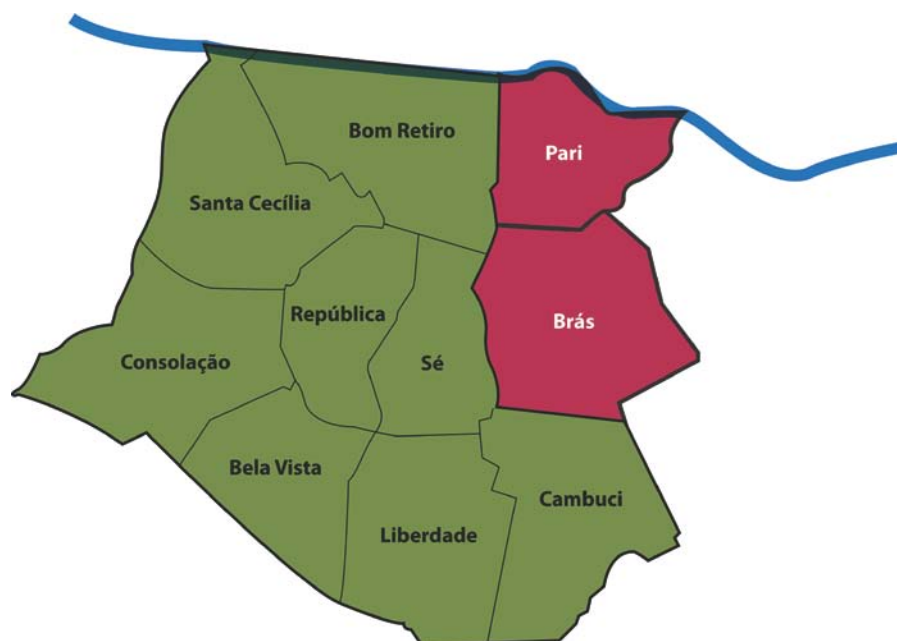 Bom Retiro
Pari
Santa Cecília
República
Brás
Consolação
Sé
Bela Vista
Cambuci
Liberdade